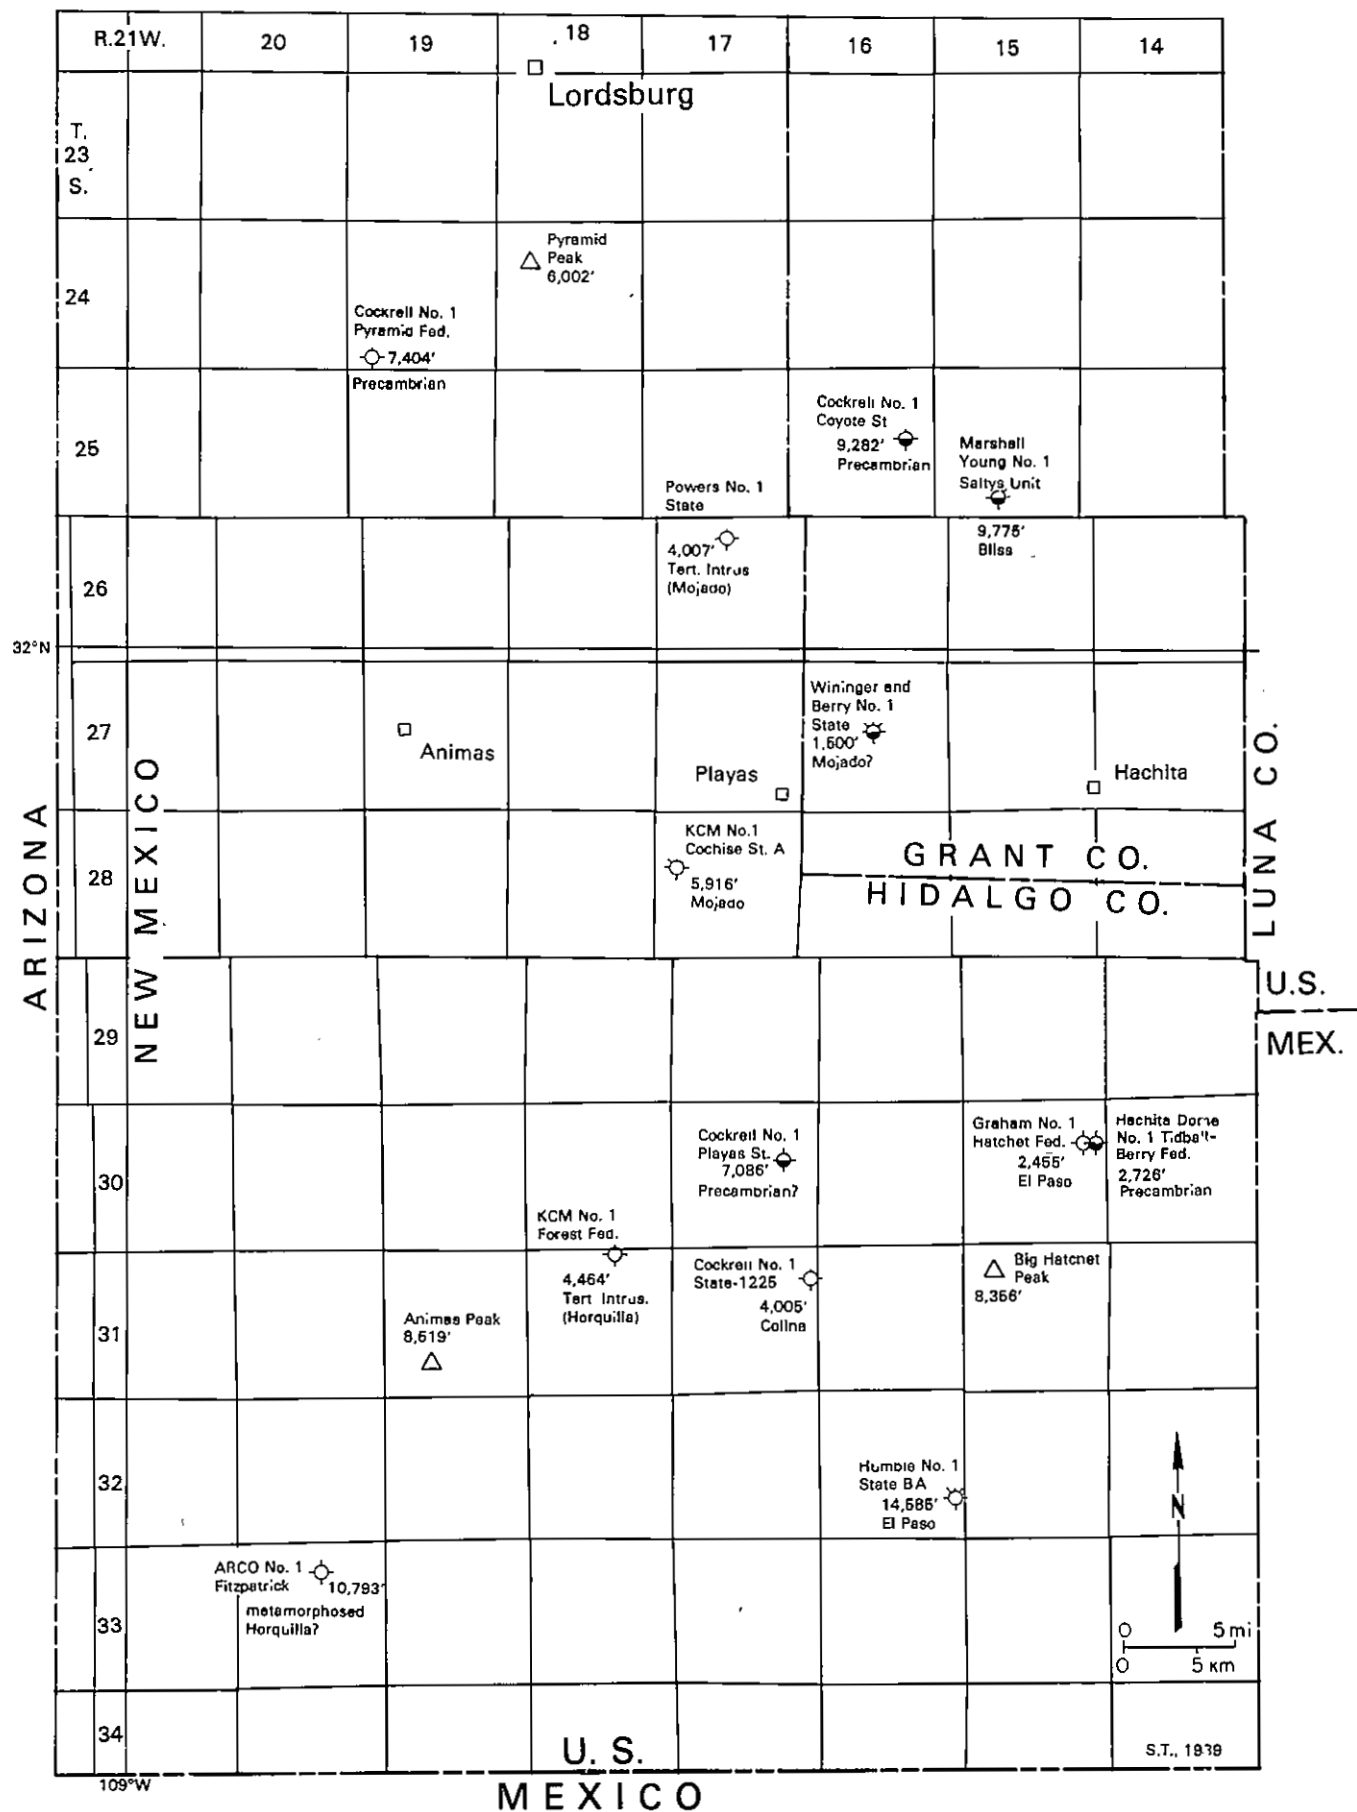 R.21W.
20
19
18
17
16
15
14
Lordsburg
T.
23
S.
Pyramid
Peak
6,002'
24
Cockrell No. 1
Pyramid Fed.
7,404'
Precambrian
25
Cockrell No. 1
Coyote St
9,282'
Precambrian
Marshall
Young No. 1
Saltys Unit
9,775'
Bliss
Powers No. 1
State
4,007'
Tert. Intrus
(Mojado)
26
32°N
27
Animas
Wininger and
Berry No. 1
State
1,500'
Mojado?
Playas
Hachita
28
KCM No.1
Cochise St. A
5,916'
Mojado
GRANT CO.
HIDALGO CO.
LUNA CO.
ARIZONA
NEW MEXICO
U.S.
MEX.
29
30
Cockrell No. 1
Playas St.
7,086'
Precambrian?
Graham No. 1
Hatchet Fed.
2,455'
El Paso
Hachita Dome
No. 1 Tidball-
Berry Fed.
2,726'
Precambrian
KCM No. 1
Forest Fed.
4,464'
Tert Intrus.
(Horquilla)
Cockrell No. 1
State-1225
4,005'
Colina
Big Hatchet
Peak
8,356'
31
Animas Peak
8,519'
32
Humble No. 1
State BA
14,585'
El Paso
N
33
ARCO No. 1
Fitzpatrick
10,793'
metamorphosed
Horquilla?
0 5 mi
0 5 km
34
U. S.
MEXICO
S.T., 1939
109°W